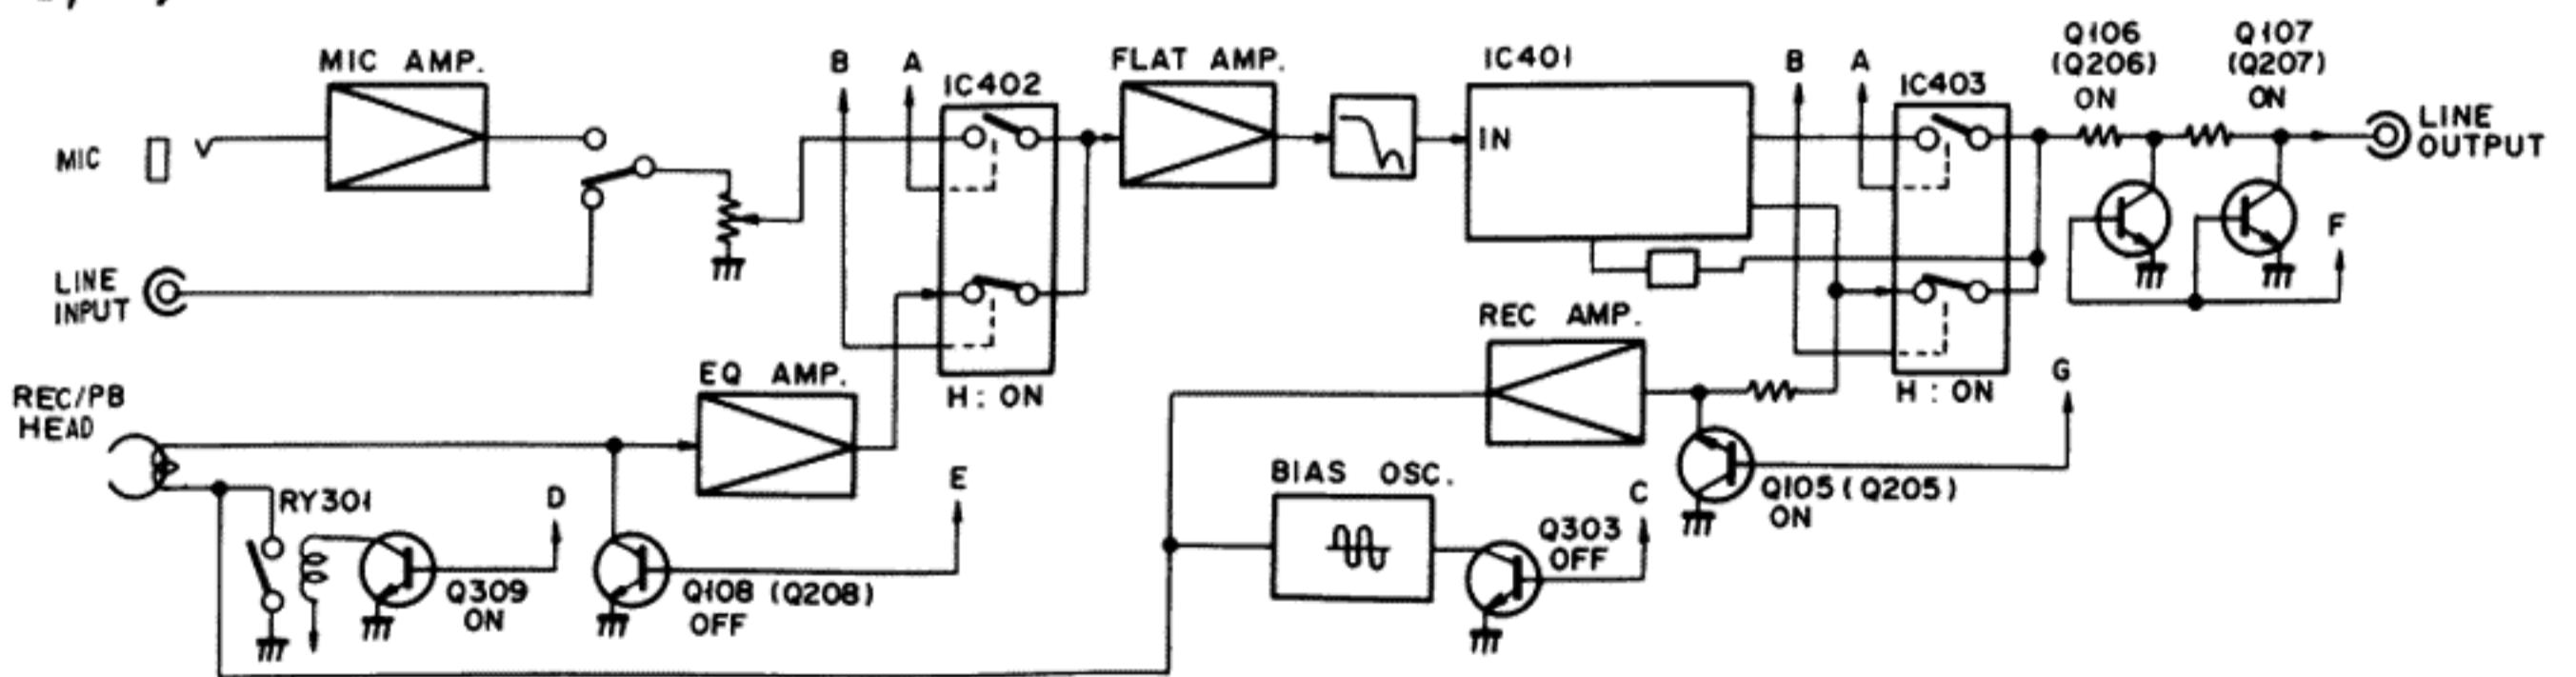 MIC AMP.
B
A
IC402
FLAT AMP.
IC401
B
A
IC403
Q106
(Q206)
ON
Q107
(Q207)
ON
LINE
OUTPUT
MIC
IN
LINE
INPUT
F
REC AMP.
EQ AMP.
H : ON
H : ON
G
REC/PB
HEAD
RY301
D
E
BIAS OSC.
C
Q105 (Q205)
ON
Q303
OFF
Q309
ON
Q108 (Q208)
OFF